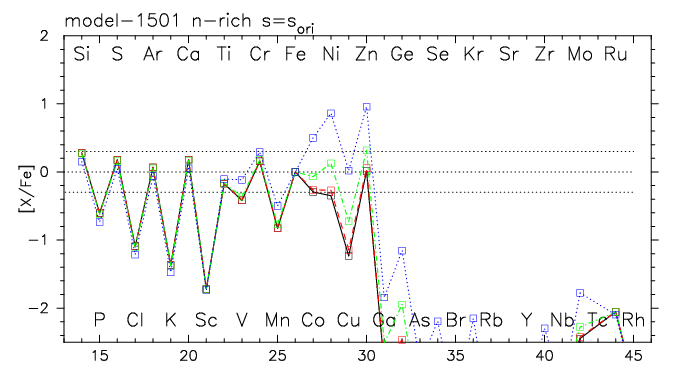 model-1501 n-rich s=s_ori
2
Si S Ar Ca Ti Cr Fe Ni Zn Ge Se Kr Sr Zr Mo Ru
1
0
[X/Fe]
-1
-2
P Cl K Sc V Mn Co Cu Ga As Br Rb Y Nb Tc Rh
15 20 25 30 35 40 45